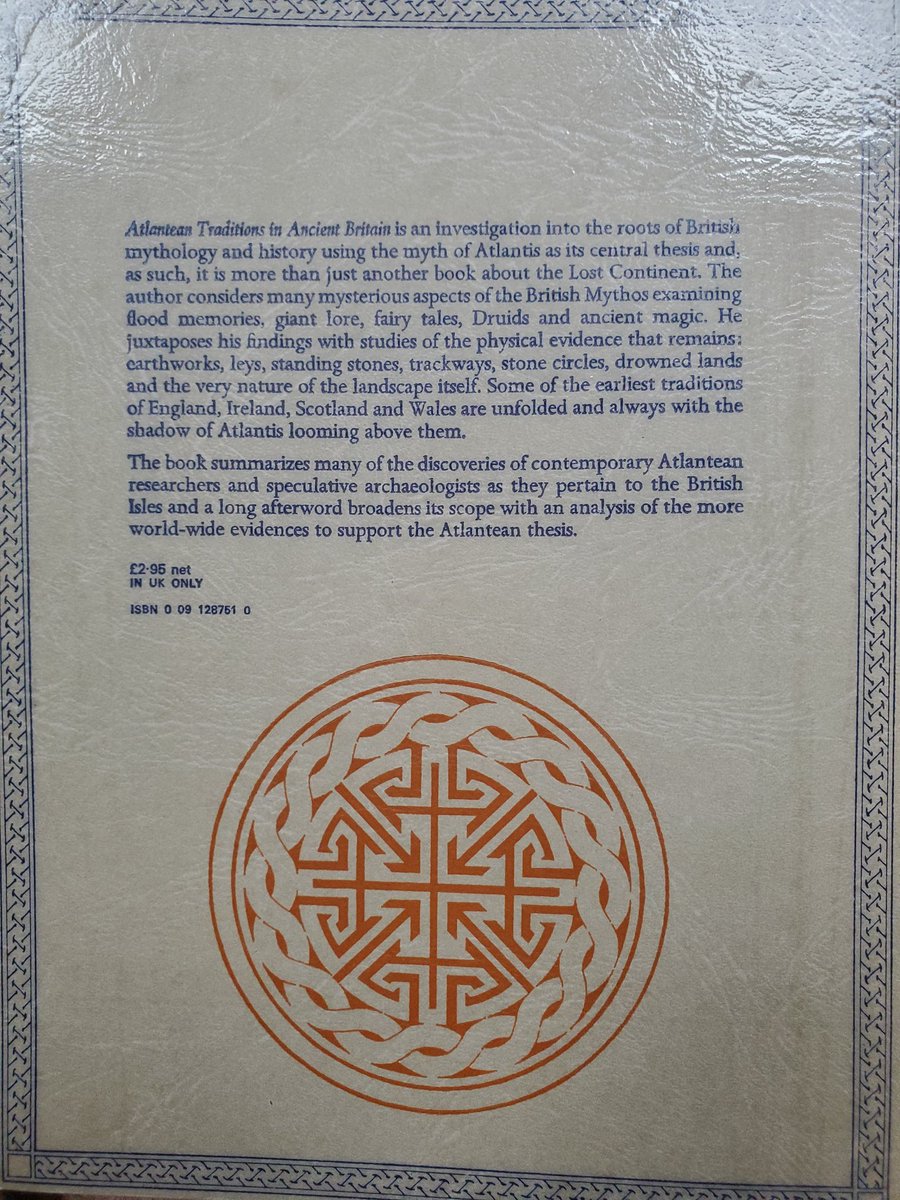 Atlantean Traditions in Ancient Britain is an investigation into the roots of British
mythology and history using the myth of Atlantis as its central thesis and,
as such, it is more than just another book about the Lost Continent. The
author considers many mysterious aspects of the British Mythos examining
flood memories, giant lore, fairy tales, Druids and ancient magic. He
juxtaposes his findings with studies of the physical evidence that remains:
earthworks, leys, standing stones, trackways, stone circles, drowned lands
and the very nature of the landscape itself. Some of the earliest traditions
of England, Ireland, Scotland and Wales are unfolded and always with the
shadow of Atlantis looming above them.
The book summarizes many of the discoveries of contemporary Atlantean
researchers and speculative archaeologists as they pertain to the British
Isles and a long afterword broadens its scope with an analysis of the more
world-wide evidences to support the Atlantean thesis.
£2·95 net
IN UK ONLY
ISBN 0 09 128751 0